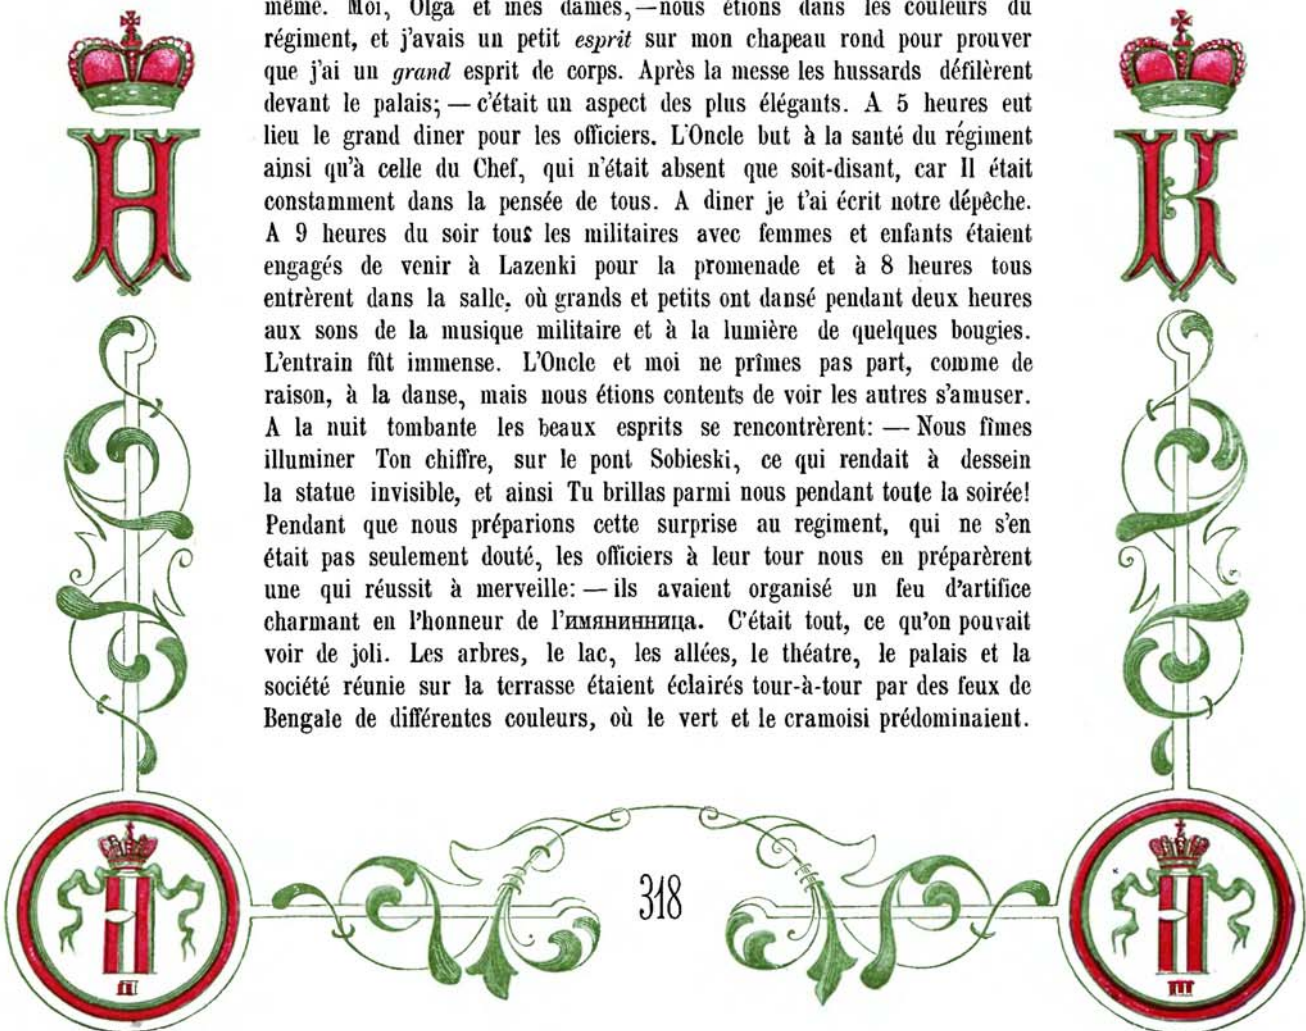 même. Moi, Olga et mes dames,—nous étions dans les couleurs du
régiment, et j'avais un petit esprit sur mon chapeau rond pour prouver
que j'ai un grand esprit de corps. Après la messe les hussards défilèrent
devant le palais; — c'était un aspect des plus élégants. A 5 heures eut
lieu le grand diner pour les officiers. L'Oncle but à la santé du régiment
ainsi qu'à celle du Chef, qui n'était absent que soit-disant, car Il était
constamment dans la pensée de tous. A diner je t'ai écrit notre dépêche.
A 9 heures du soir tous les militaires avec femmes et enfants étaient
engagés de venir à Lazenki pour la promenade et à 8 heures tous
entrèrent dans la salle, où grands et petits ont dansé pendant deux heures
aux sons de la musique militaire et à la lumière de quelques bougies.
L'entrain fût immense. L'Oncle et moi ne prîmes pas part, comme de
raison, à la danse, mais nous étions contents de voir les autres s'amuser.
A la nuit tombante les beaux esprits se rencontrèrent: — Nous fîmes
illuminer Ton chiffre, sur le pont Sobieski, ce qui rendait à dessein
la statue invisible, et ainsi Tu brillas parmi nous pendant toute la soirée!
Pendant que nous préparions cette surprise au regiment, qui ne s'en
était pas seulement douté, les officiers à leur tour nous en préparèrent
une qui réussit à merveille: — ils avaient organisé un feu d'artifice
charmant en l'honneur de l'имянинница. C'était tout, ce qu'on pouvait
voir de joli. Les arbres, le lac, les allées, le théatre, le palais et la
société réunie sur la terrasse étaient éclairés tour-à-tour par des feux de
Bengale de différentes couleurs, où le vert et le cramoisi prédominaient.
Н
К
III
318
III